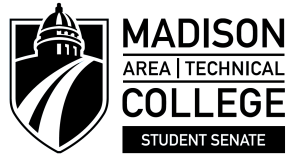 MADISON
AREA | TECHNICAL
COLLEGE
STUDENT SENATE